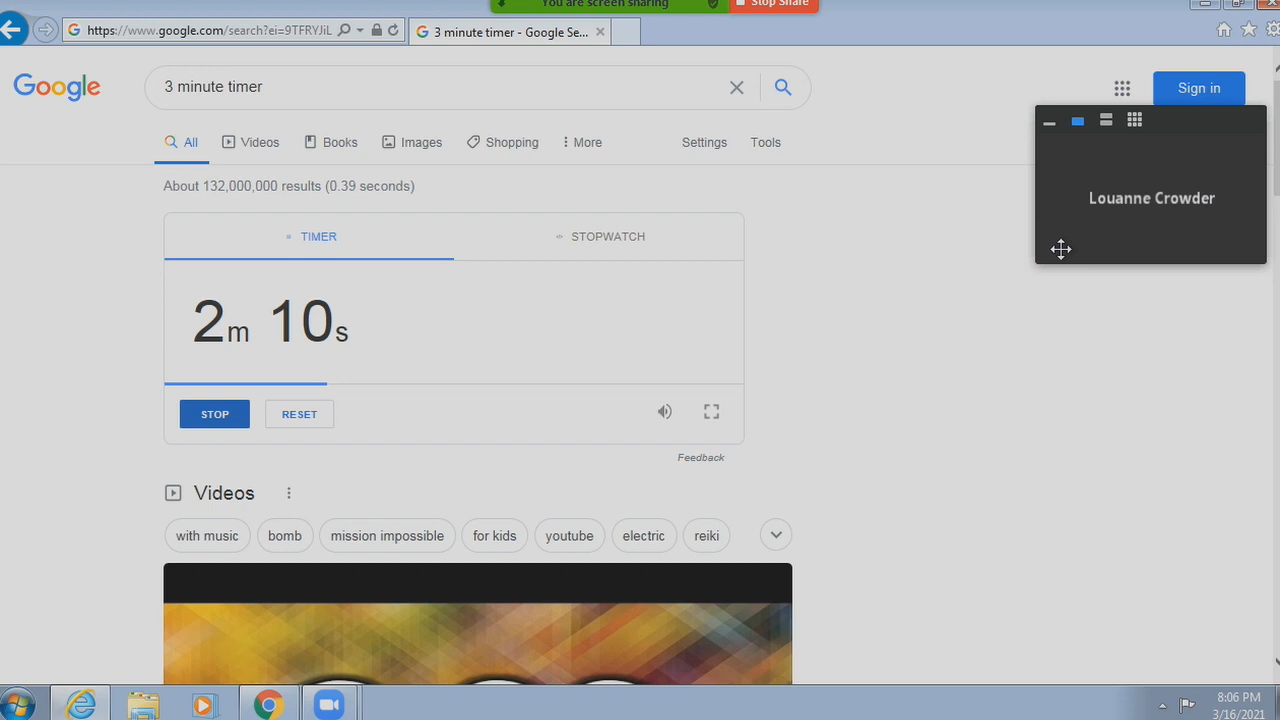 You are screen sharing
Stop Share
https://www.google.com/search?ei=9TFRYJiL
3 minute timer - Google Se...
Google
3 minute timer
Sign in
All
Videos
Books
Images
Shopping
More
Settings
Tools
About 132,000,000 results (0.39 seconds)
Louanne Crowder
TIMER
STOPWATCH
2m 10s
STOP
RESET
Feedback
Videos
with music
bomb
mission impossible
for kids
youtube
electric
reiki
8:06 PM
3/16/2021